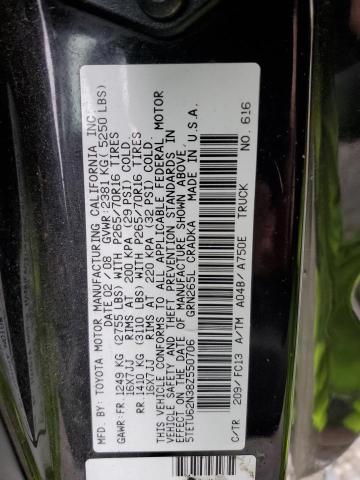 MFD. BY: TOYOTA MOTOR MANUFACTURING CALIFORNIA INC.
DATE 02 / 08 GVWR: 2381 KG( 5250 LBS)
GAWR: FR 1249 KG (2755 LBS) WITH P265/70R16 TIRES
16X7JJ RIMS AT 200 KPA (29 PSI) COLD.
RR 1410 KG (3110 LBS) WITH P265/70R16 TIRES
16X7JJ RIMS AT 220 KPA (32 PSI) COLD.
THIS VEHICLE CONFORMS TO ALL APPLICABLE FEDERAL MOTOR
VEHICLE SAFETY AND THEFT PREVENTION STANDARDS IN
EFFECT ON THE DATE OF MANUFACTURE SHOWN ABOVE.
5TETU62N38Z550706 GRN265L CRADKA MADE IN U.S.A.
TRUCK
C/TR 209/FC13 A/TM A04B/ A750E NO. 616